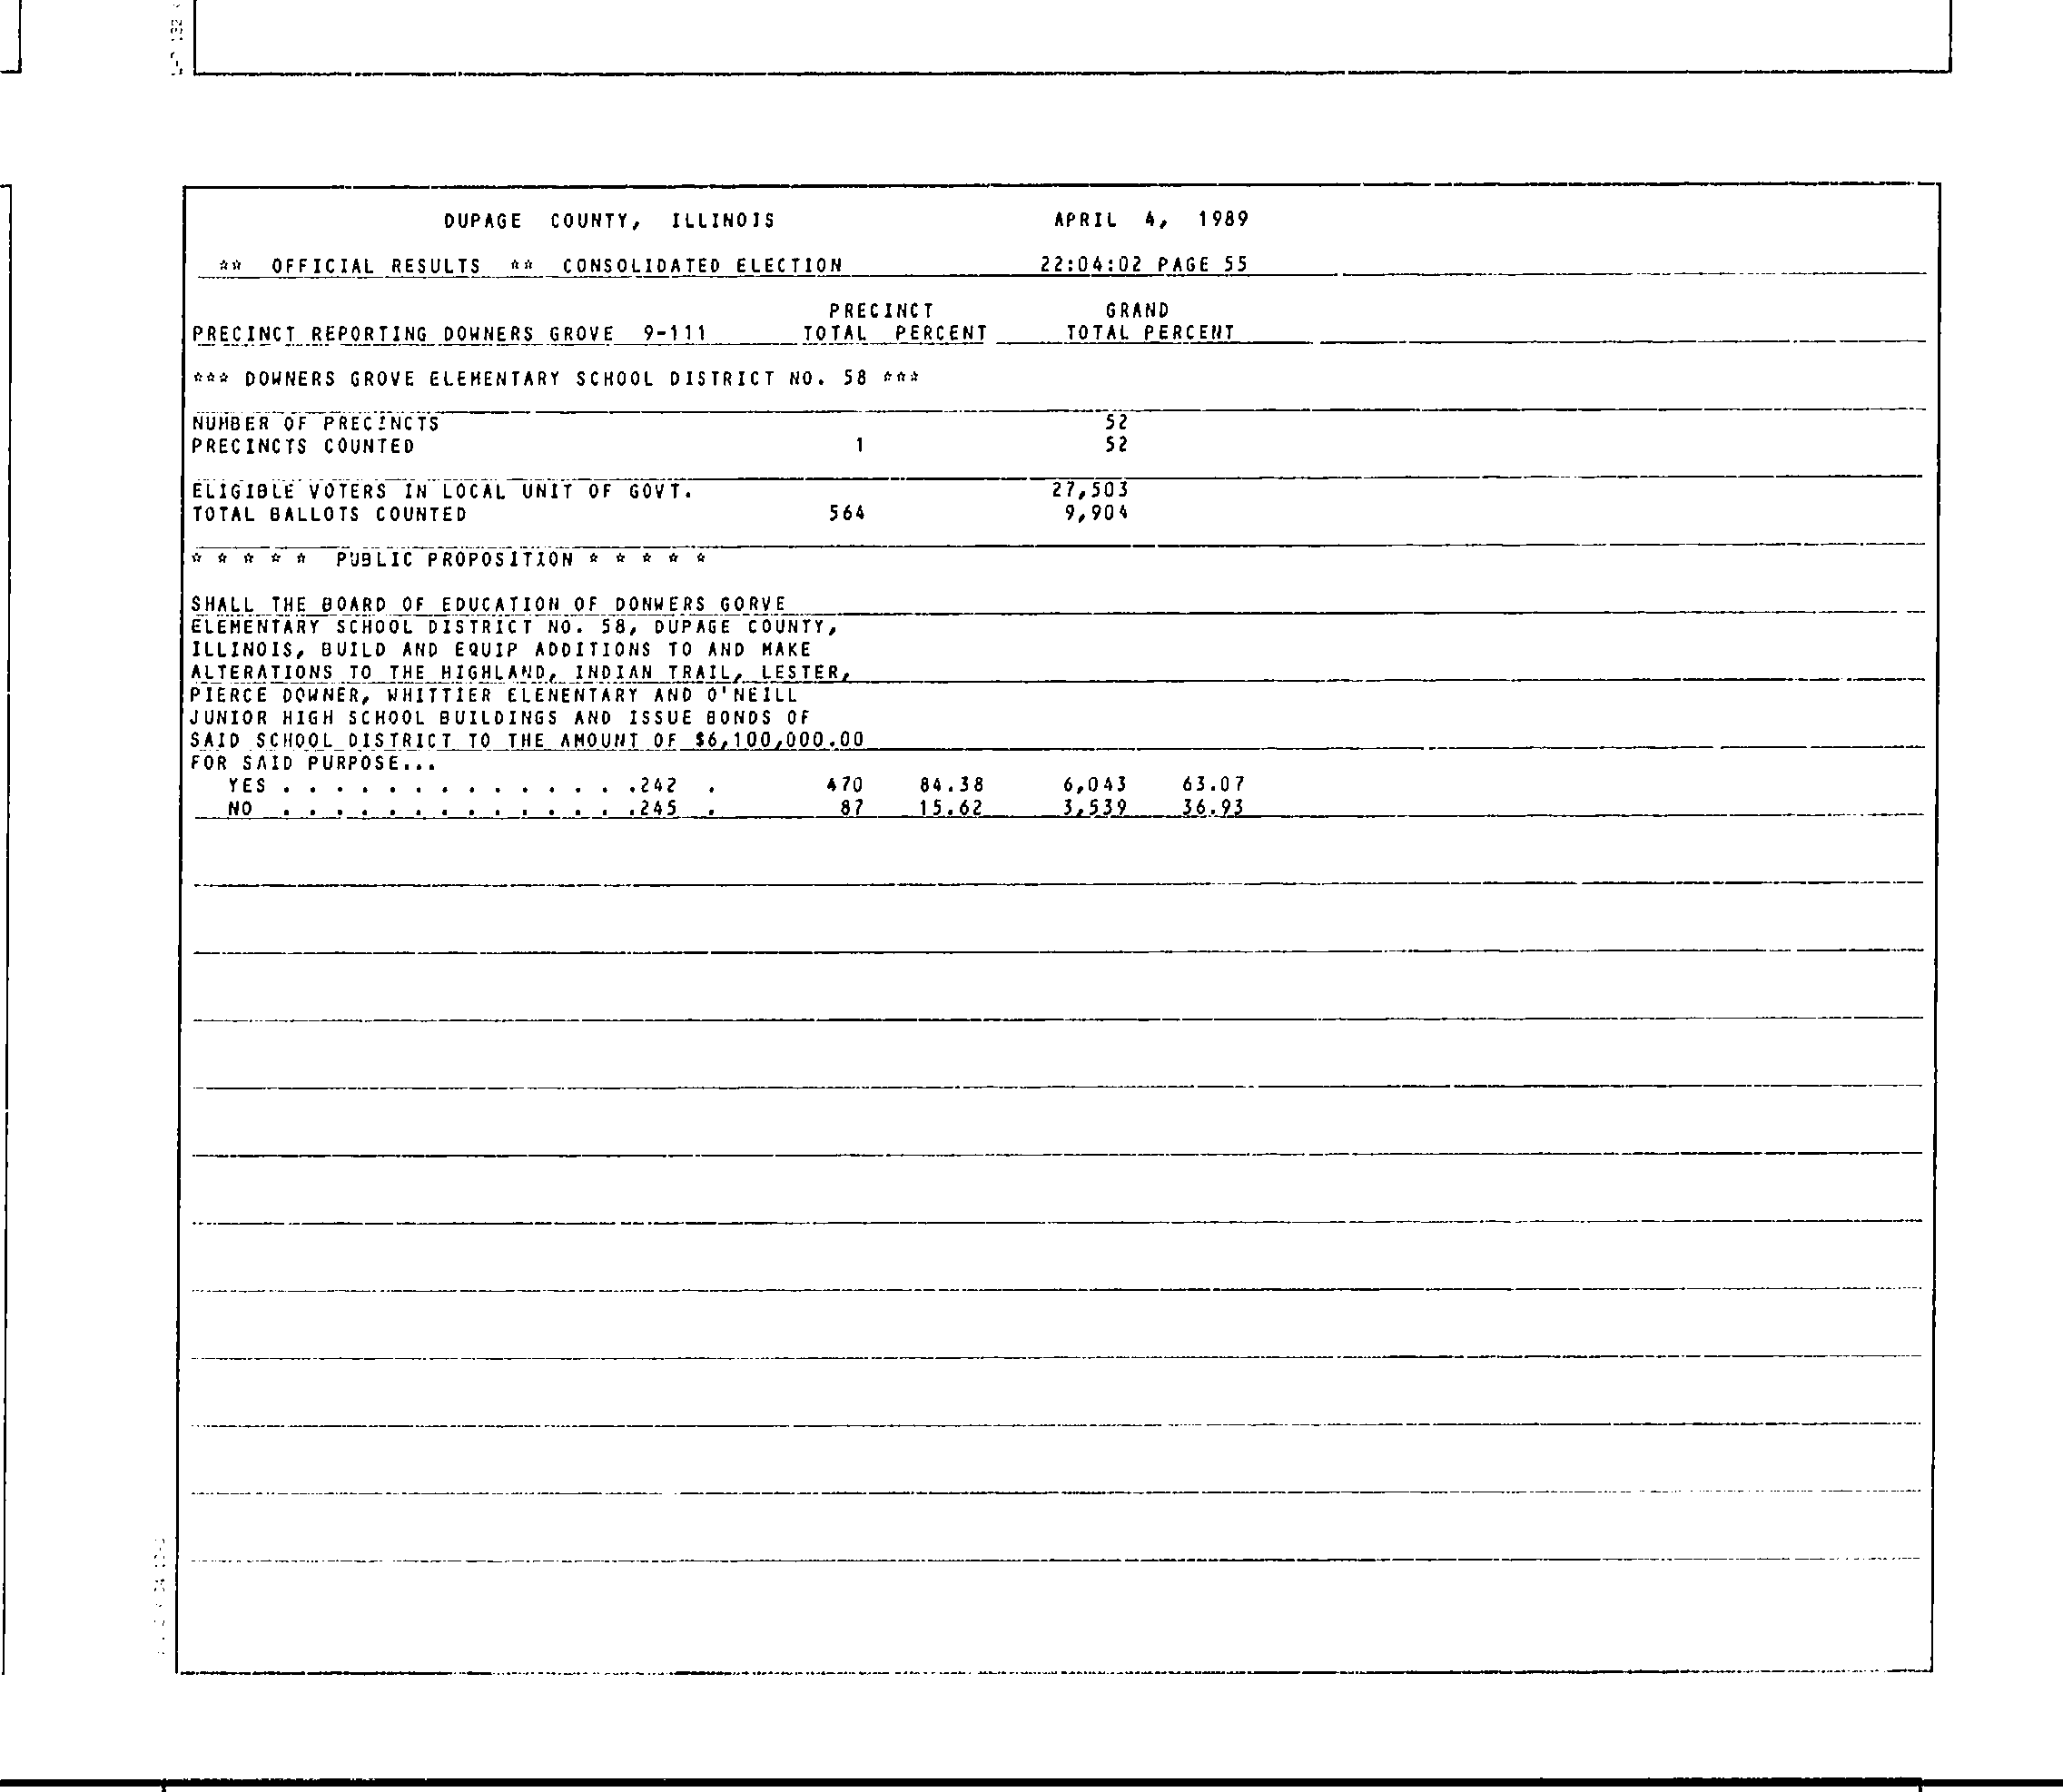 DUPAGE COUNTY, ILLINOIS APRIL 4, 1989
** OFFICIAL RESULTS ** CONSOLIDATED ELECTION 22:04:02 PAGE 55
PRECINCT GRAND
PRECINCT REPORTING DOWNERS GROVE 9-111 TOTAL PERCENT TOTAL PERCENT
*** DOWNERS GROVE ELEMENTARY SCHOOL DISTRICT NO. 58 ***
NUMBER OF PRECINCTS 52
PRECINCTS COUNTED 1 52
ELIGIBLE VOTERS IN LOCAL UNIT OF GOVT. 27,503
TOTAL BALLOTS COUNTED 564 9,904
* * * * * PUBLIC PROPOSITION * * * * *
SHALL THE BOARD OF EDUCATION OF DONWERS GORVE
ELEMENTARY SCHOOL DISTRICT NO. 58, DUPAGE COUNTY,
ILLINOIS, BUILD AND EQUIP ADDITIONS TO AND MAKE
ALTERATIONS TO THE HIGHLAND, INDIAN TRAIL, LESTER,
PIERCE DOWNER, WHITTIER ELENENTARY AND O'NEILL
JUNIOR HIGH SCHOOL BUILDINGS AND ISSUE BONDS OF
SAID SCHOOL DISTRICT TO THE AMOUNT OF $6,100,000.00
FOR SAID PURPOSE...
YES . . . . . . . . . . . . . .242 . 470 84.38 6,043 63.07
NO . . . . . . . . . . . . . .245 . 87 15.62 3,539 36.93